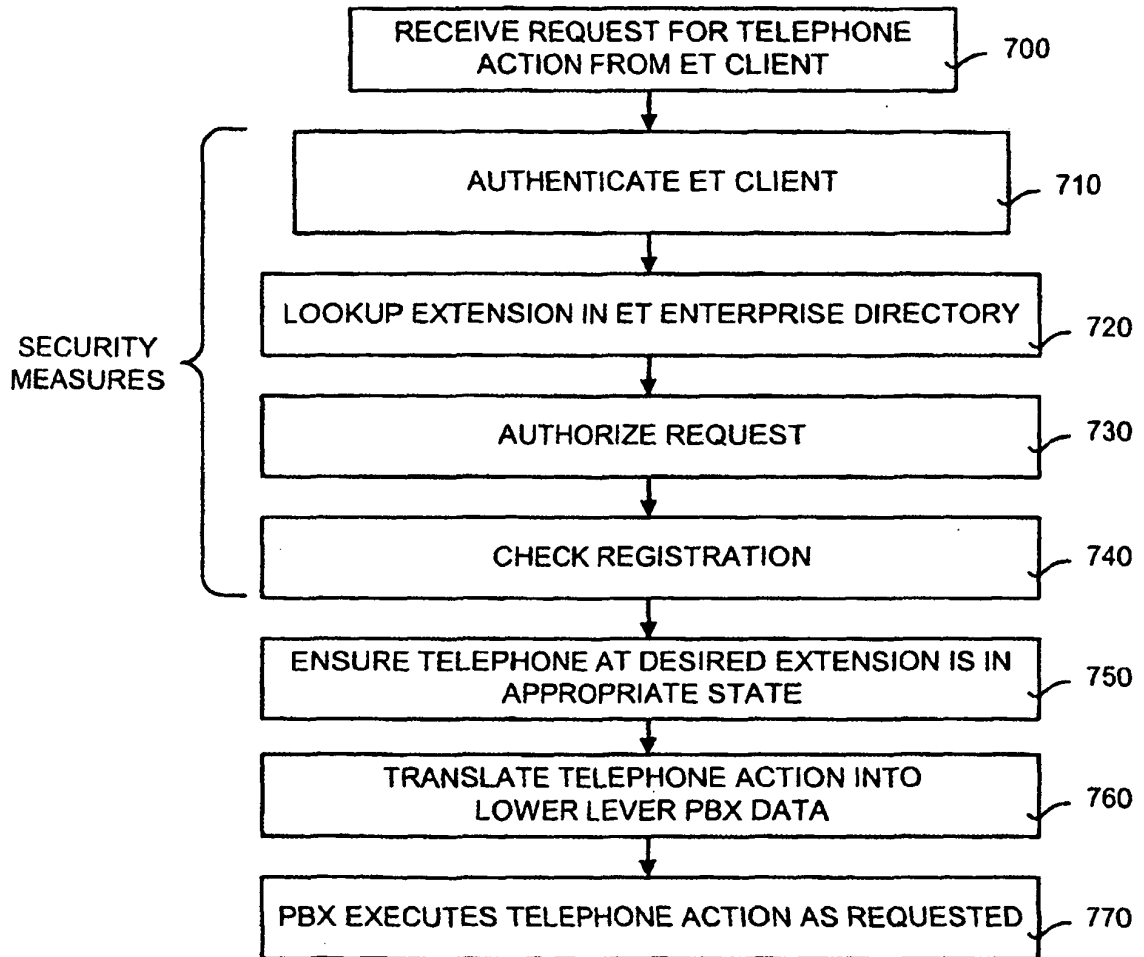 RECEIVE REQUEST FOR TELEPHONE
ACTION FROM ET CLIENT
700
AUTHENTICATE ET CLIENT
710
LOOKUP EXTENSION IN ET ENTERPRISE DIRECTORY
720
SECURITY
MEASURES
AUTHORIZE REQUEST
730
CHECK REGISTRATION
740
ENSURE TELEPHONE AT DESIRED EXTENSION IS IN
APPROPRIATE STATE
750
TRANSLATE TELEPHONE ACTION INTO
LOWER LEVER PBX DATA
760
PBX EXECUTES TELEPHONE ACTION AS REQUESTED
770